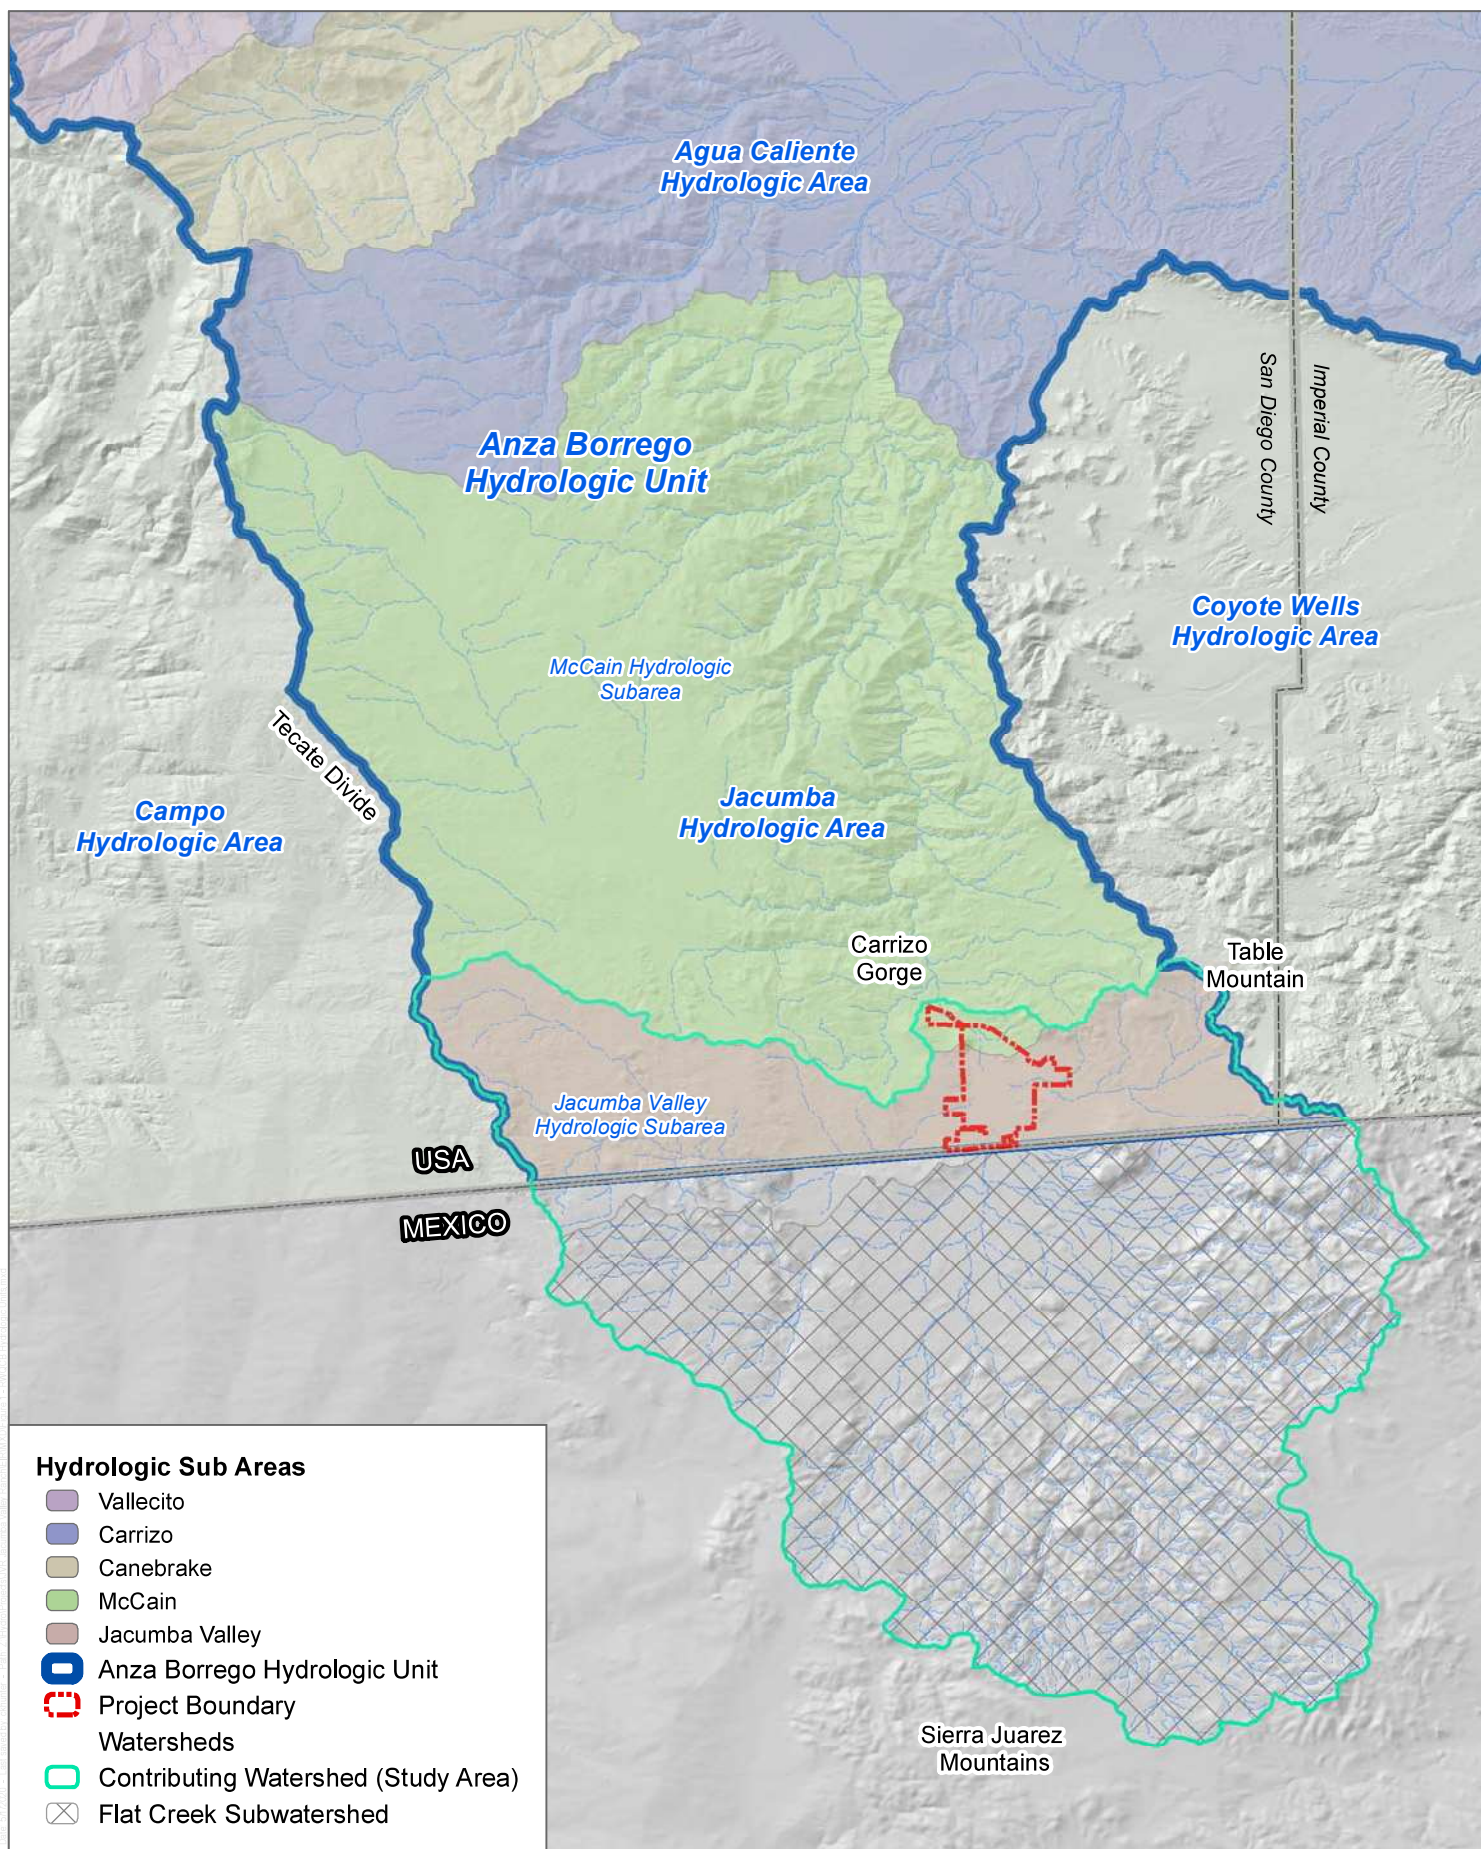 Agua Caliente
Hydrologic Area
San Diego County
Imperial County
Anza Borrego
Hydrologic Unit
Coyote Wells
Hydrologic Area
McCain Hydrologic
Subarea
Tecate Divide
Campo
Hydrologic Area
Jacumba
Hydrologic Area
Carrizo
Gorge
Table
Mountain
Jacumba Valley
Hydrologic Subarea
USA
MEXICO
Sierra Juarez
Mountains
Hydrologic Sub Areas
Vallecito
Carrizo
Canebrake
McCain
Jacumba Valley
Anza Borrego Hydrologic Unit
Project Boundary
Watersheds
Contributing Watershed (Study Area)
Flat Creek Subwatershed